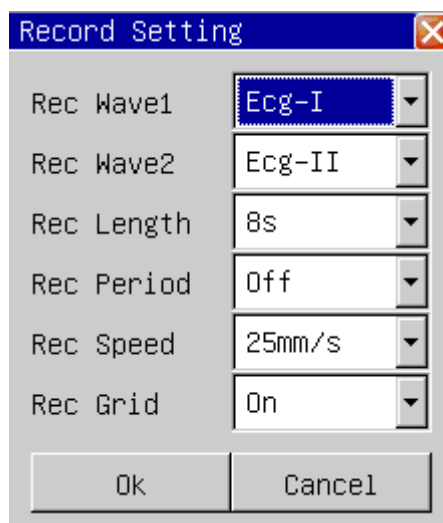 Record Setting
Rec Wave1 Ecg-I
Rec Wave2 Ecg-II
Rec Length 8s
Rec Period Off
Rec Speed 25mm/s
Rec Grid On
Ok Cancel